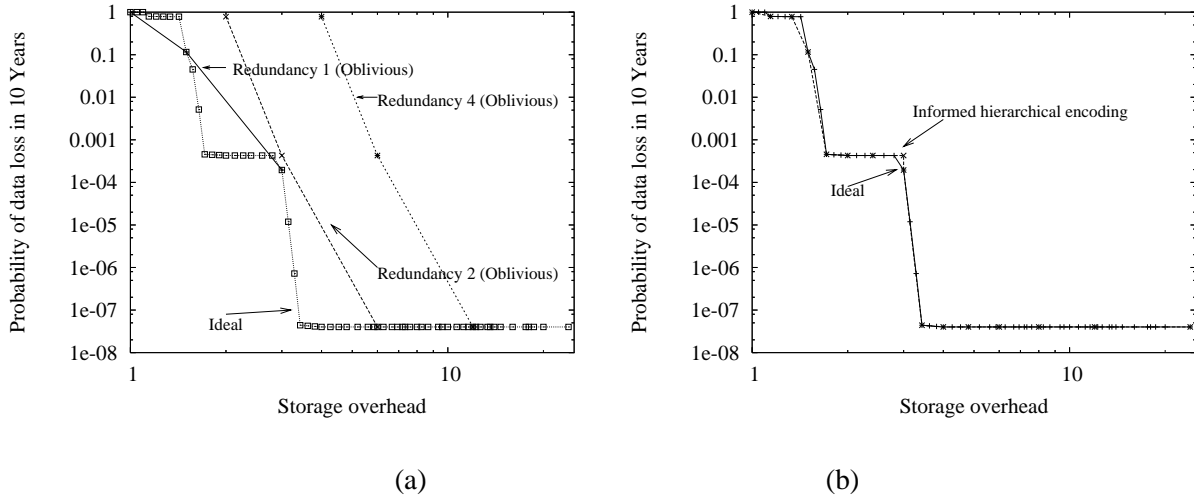 Probability of data loss in 10 Years
1
0.1
0.01
0.001
1e-04
1e-05
1e-06
1e-07
1e-08
Redundancy 1 (Oblivious)
Redundancy 4 (Oblivious)
Redundancy 2 (Oblivious)
Ideal
1
10
Storage overhead
(a)
Probability of data loss in 10 Years
1
0.1
0.01
0.001
1e-04
1e-05
1e-06
1e-07
1e-08
Informed hierarchical encoding
Ideal
1
10
Storage overhead
(b)